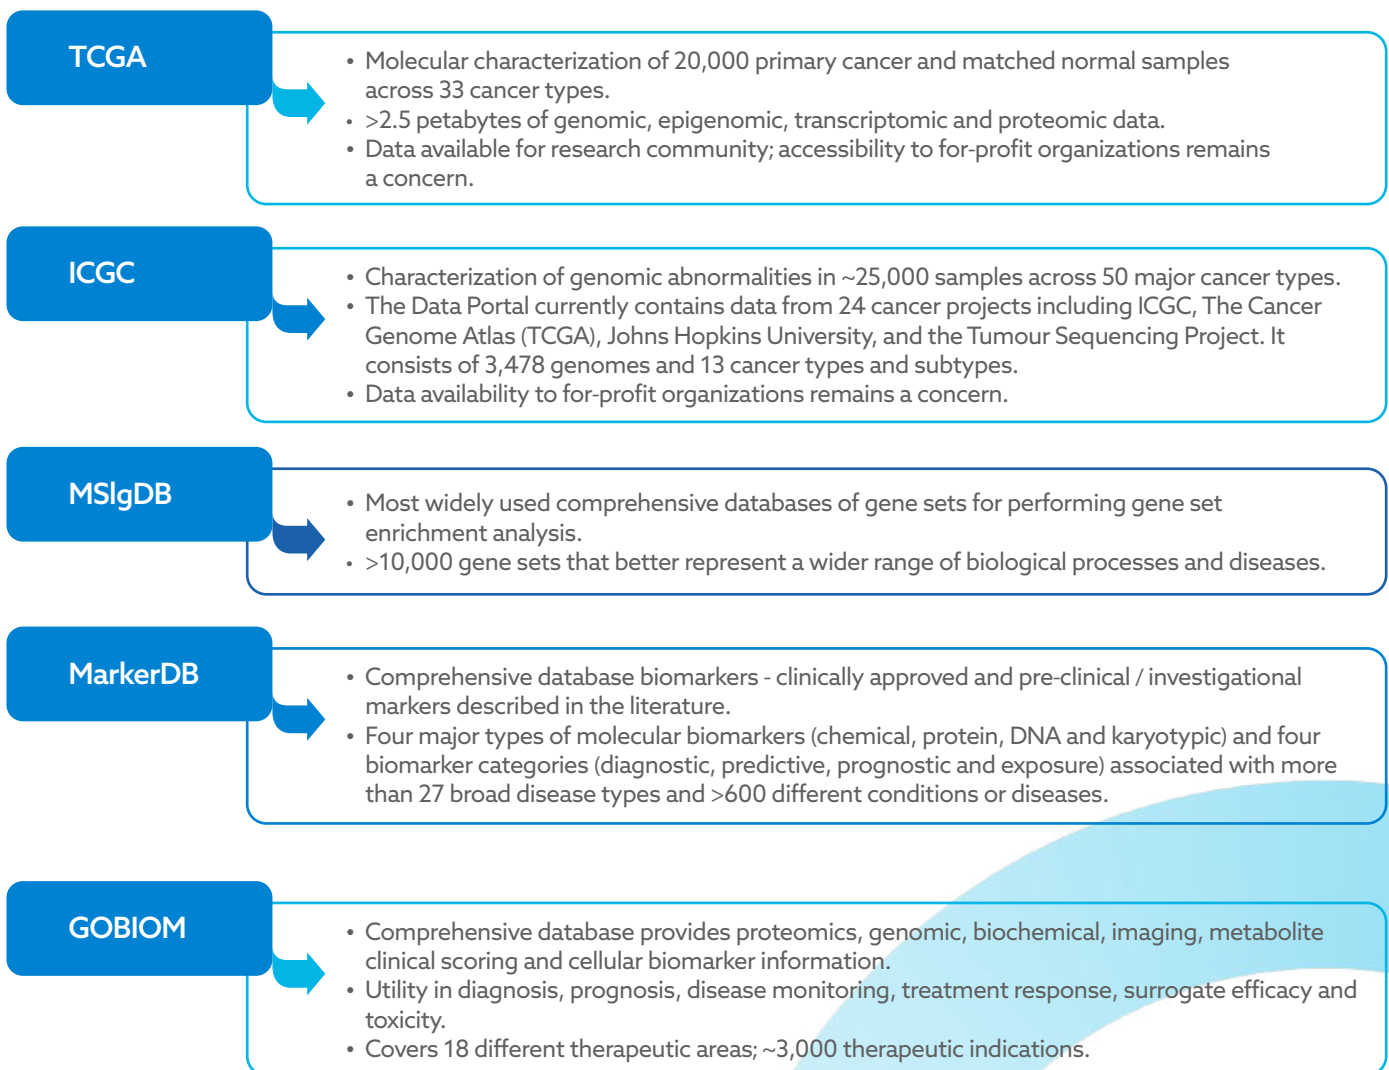 TCGA
• Molecular characterization of 20,000 primary cancer and matched normal samples
across 33 cancer types.
• >2.5 petabytes of genomic, epigenomic, transcriptomic and proteomic data.
• Data available for research community; accessibility to for-profit organizations remains
a concern.
ICGC
• Characterization of genomic abnormalities in ~25,000 samples across 50 major cancer types.
• The Data Portal currently contains data from 24 cancer projects including ICGC, The Cancer
Genome Atlas (TCGA), Johns Hopkins University, and the Tumour Sequencing Project. It
consists of 3,478 genomes and 13 cancer types and subtypes.
• Data availability to for-profit organizations remains a concern.
MSlgDB
• Most widely used comprehensive databases of gene sets for performing gene set
enrichment analysis.
• >10,000 gene sets that better represent a wider range of biological processes and diseases.
MarkerDB
• Comprehensive database biomarkers - clinically approved and pre-clinical / investigational
markers described in the literature.
• Four major types of molecular biomarkers (chemical, protein, DNA and karyotypic) and four
biomarker categories (diagnostic, predictive, prognostic and exposure) associated with more
than 27 broad disease types and >600 different conditions or diseases.
GOBIOM
• Comprehensive database provides proteomics, genomic, biochemical, imaging, metabolite
clinical scoring and cellular biomarker information.
• Utility in diagnosis, prognosis, disease monitoring, treatment response, surrogate efficacy and
toxicity.
• Covers 18 different therapeutic areas; ~3,000 therapeutic indications.